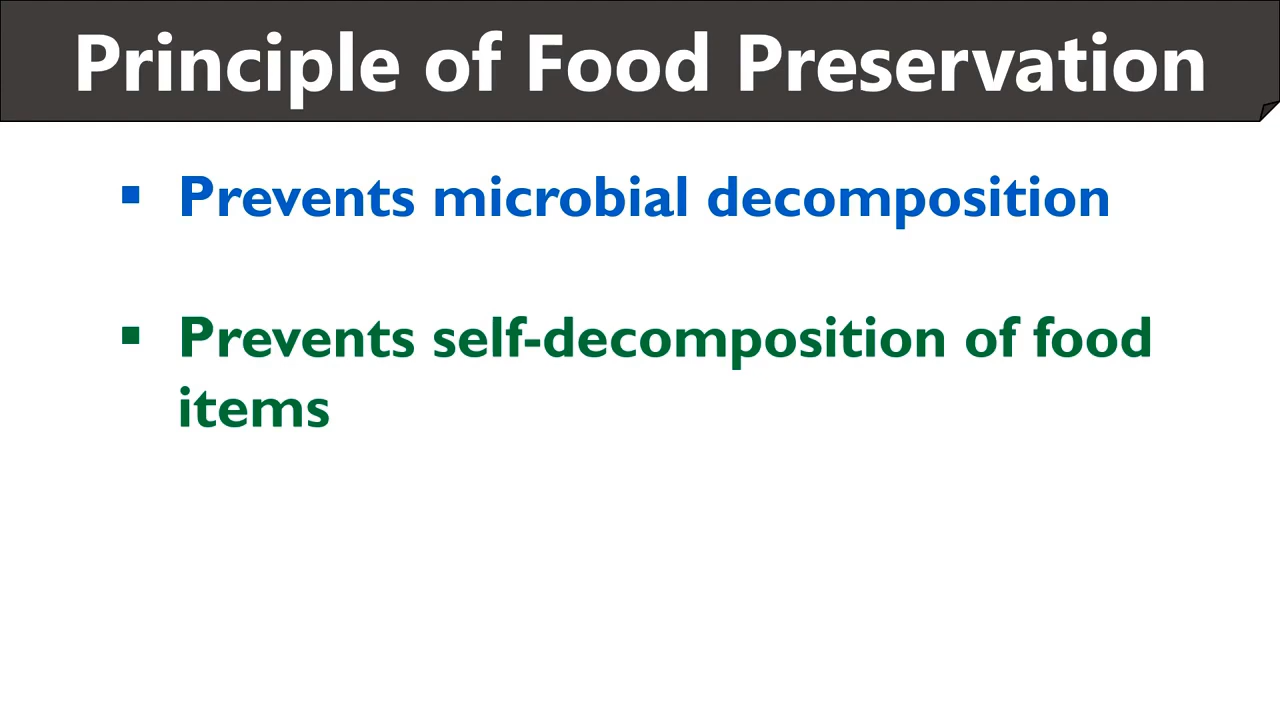 Principle of Food Preservation
▪ Prevents microbial decomposition
▪ Prevents self-decomposition of food
items